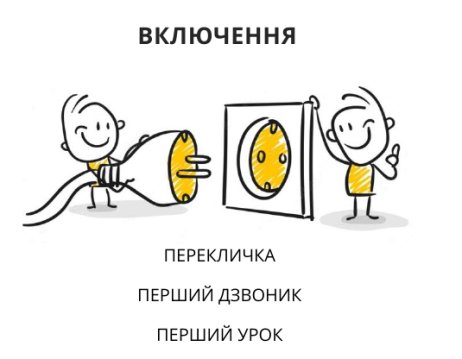 ВКЛЮЧЕННЯ
ПЕРЕКЛИЧКА
ПЕРШИЙ ДЗВОНИК
ПЕРШИЙ УРОК